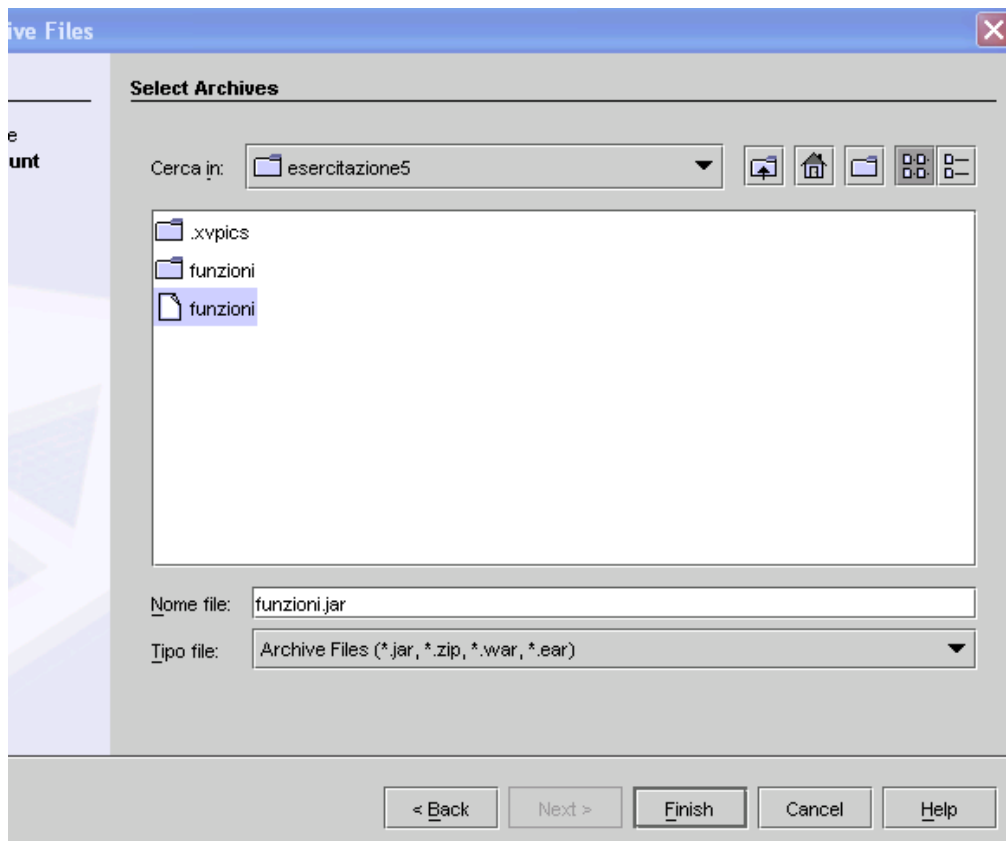 ive Files
Select Archives
e
unt
Cerca in: esercitazione5
.xvpics
funzioni
funzioni
Nome file: funzioni.jar
Tipo file: Archive Files (*.jar, *.zip, *.war, *.ear)
< Back Next > Finish Cancel Help